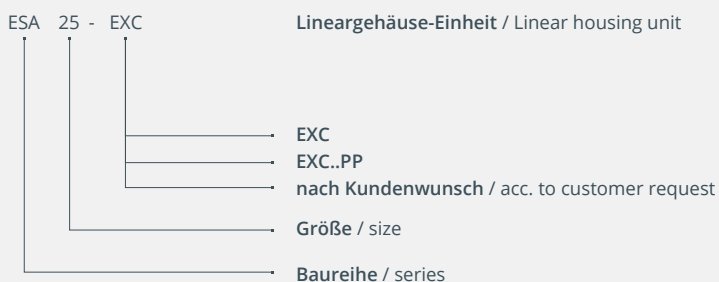 ESA 25 - EXC Lineargehäuse-Einheit / Linear housing unit
EXC
EXC..PP
nach Kundenwunsch / acc. to customer request
Größe / size
Baureihe / series